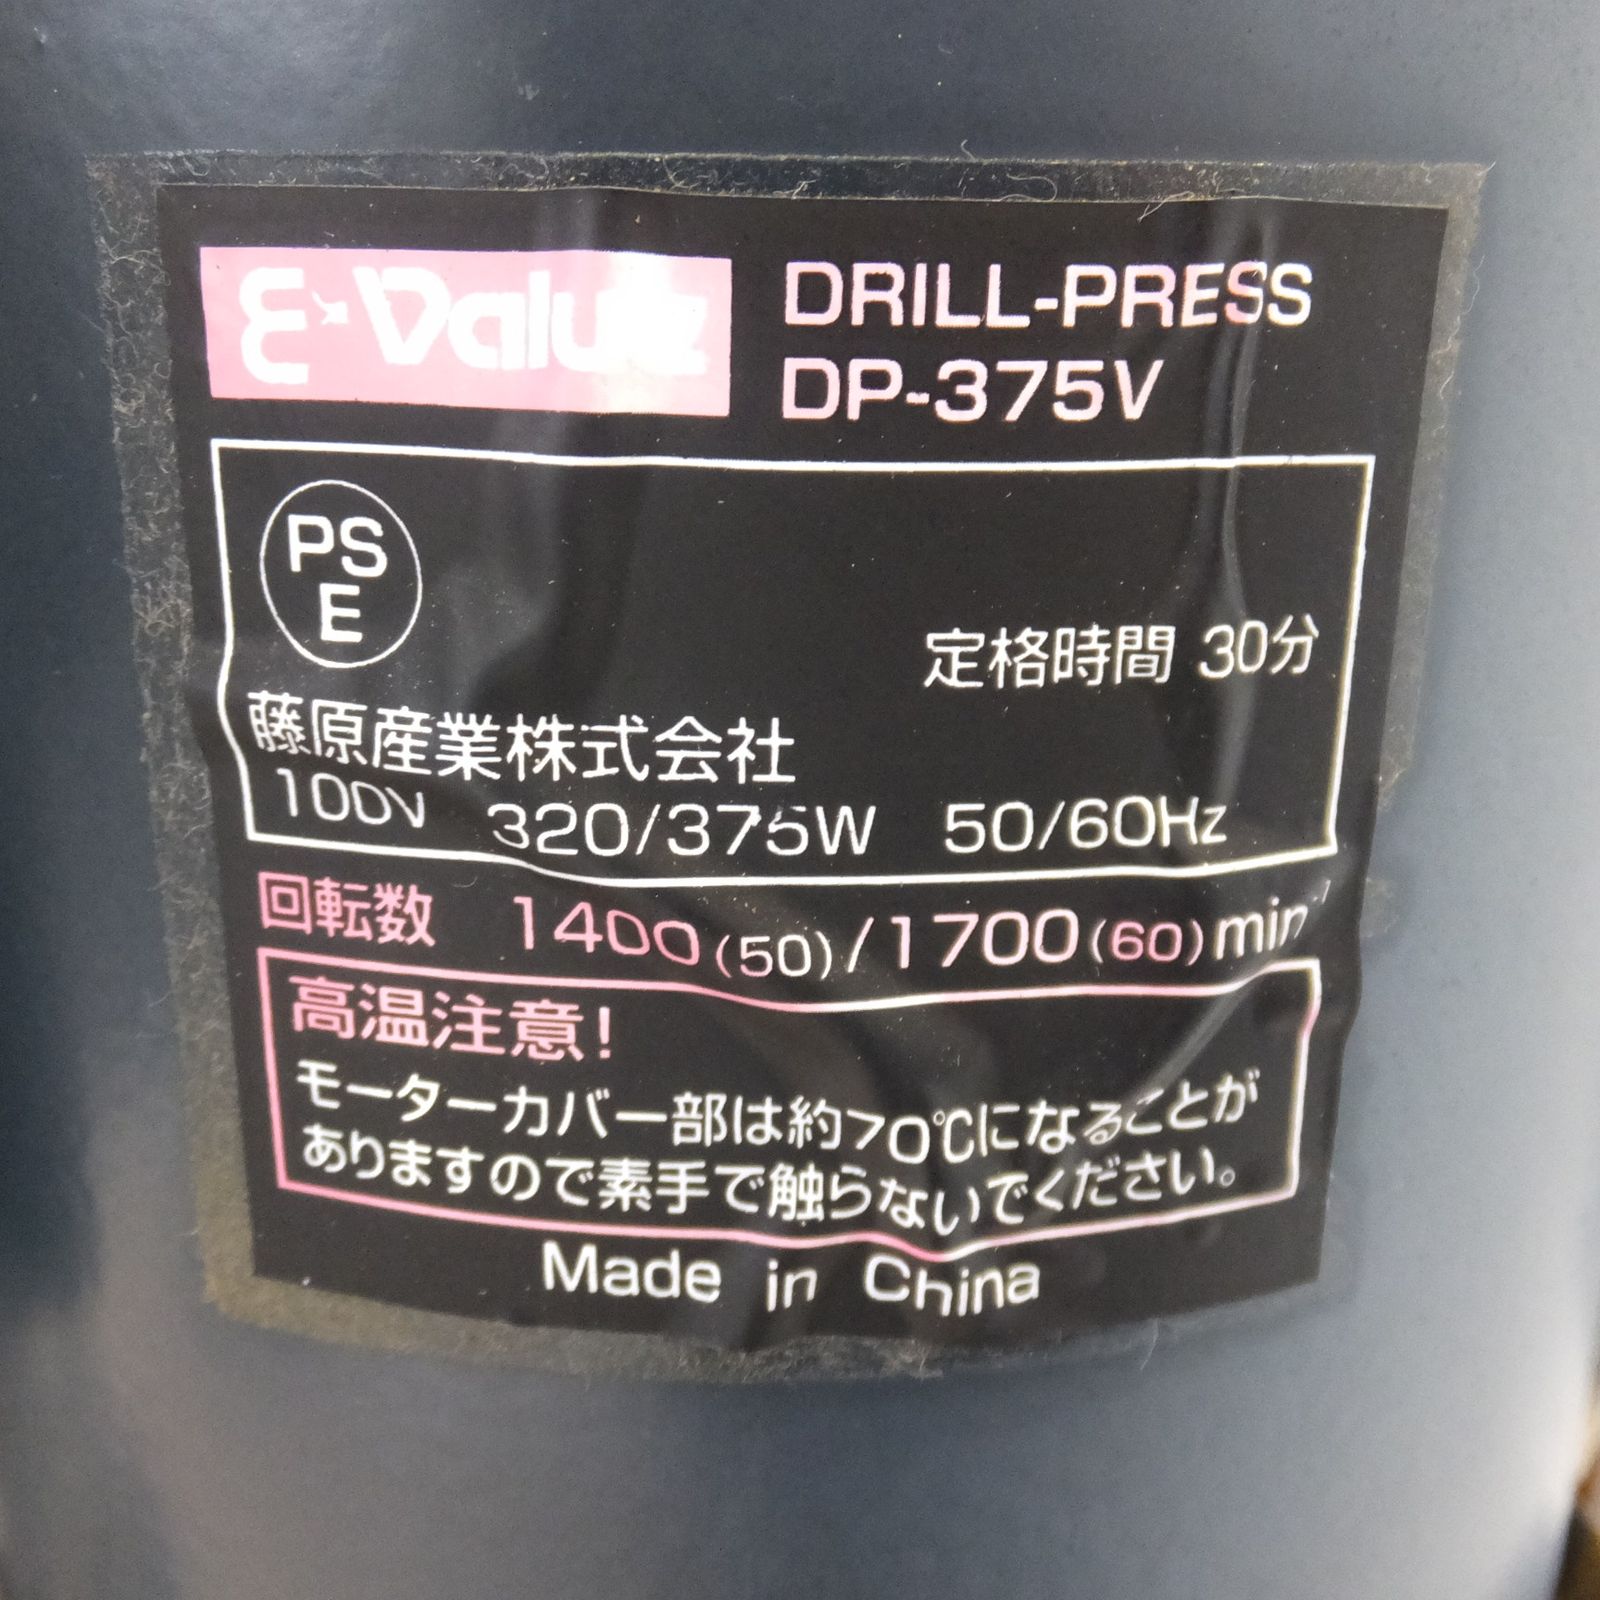 E-Value
DRILL-PRESS
DP-375V
PS
E
定格時間 30分
藤原産業株式会社
100V 320/375W 50/60Hz
回転数 1400(50)/1700(60)min⁻¹
高温注意!
モーターカバー部は約70℃になることが
ありますので素手で触らないでください。
Made in China